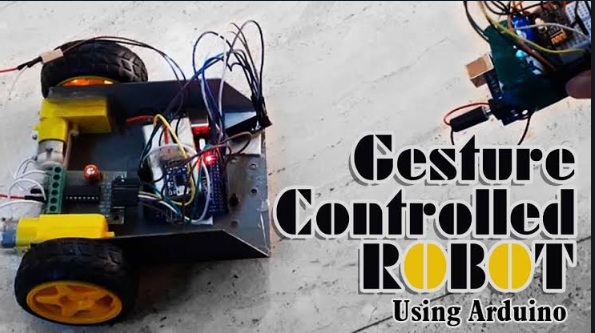 Gesture
Controlled
ROBOT
Using Arduino